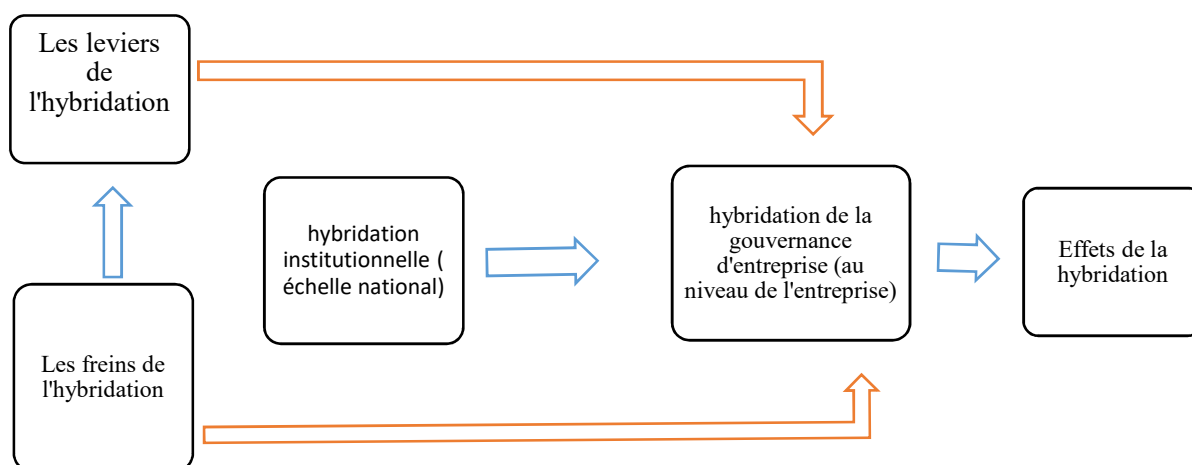 Les leviers
de
l'hybridation
hybridation
institutionnelle (
échelle national)
hybridation de la
gouvernance
d'entreprise (au
niveau de l'entreprise)
Effets de la
hybridation
Les freins de
l'hybridation